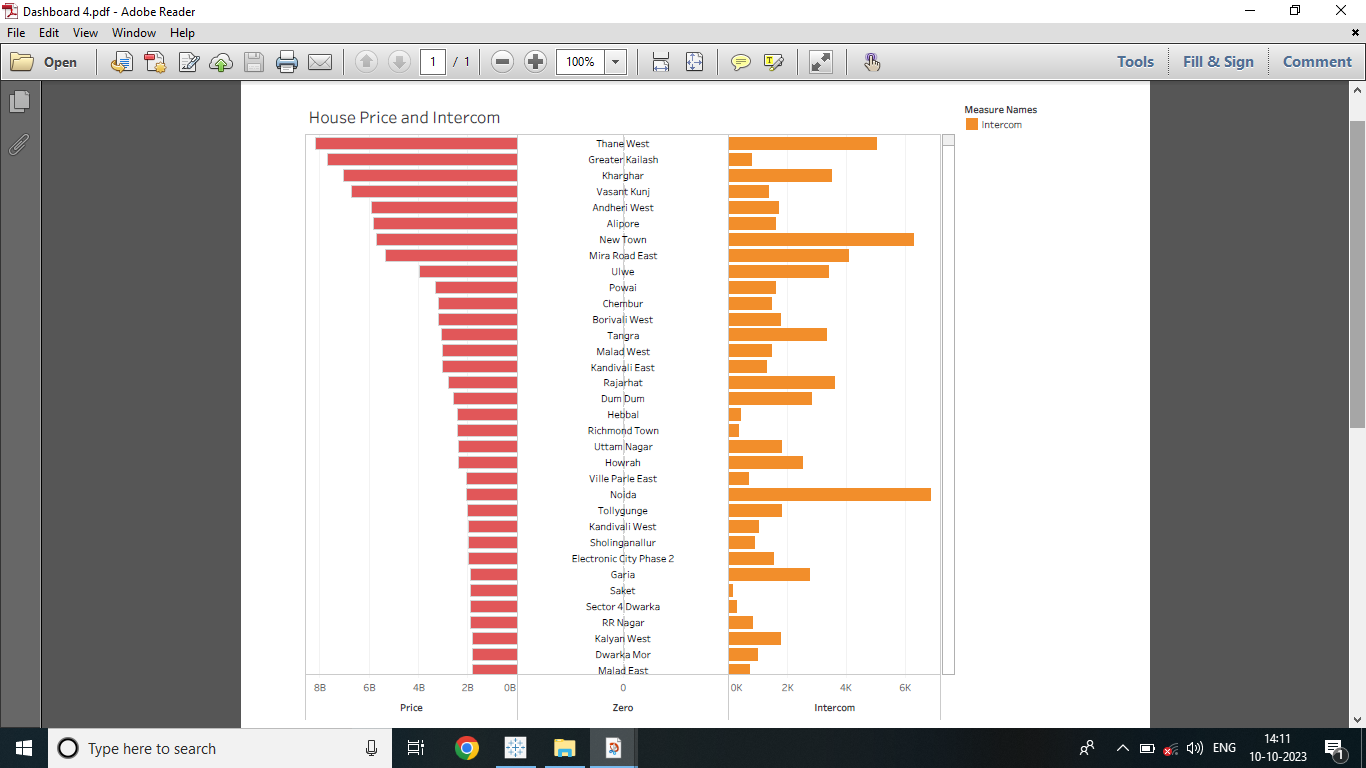 Dashboard 4.pdf - Adobe Reader
File Edit View Window Help
Open 1 / 1 100% Tools Fill & Sign Comment
House Price and Intercom
Measure Names
Intercom
Thane West
Greater Kailash
Kharghar
Vasant Kunj
Andheri West
Alipore
New Town
Mira Road East
Ulwe
Powai
Chembur
Borivali West
Tangra
Malad West
Kandivali East
Rajarhat
Dum Dum
Hebbal
Richmond Town
Uttam Nagar
Howrah
Ville Parle East
Noida
Tollygunge
Kandivali West
Sholinganallur
Electronic City Phase 2
Garia
Saket
Sector 4 Dwarka
RR Nagar
Kalyan West
Dwarka Mor
Malad East
8B 6B 4B 2B 0B 0 0K 2K 4K 6K
Price Zero Intercom
Type here to search
ENG
14:11
10-10-2023
1